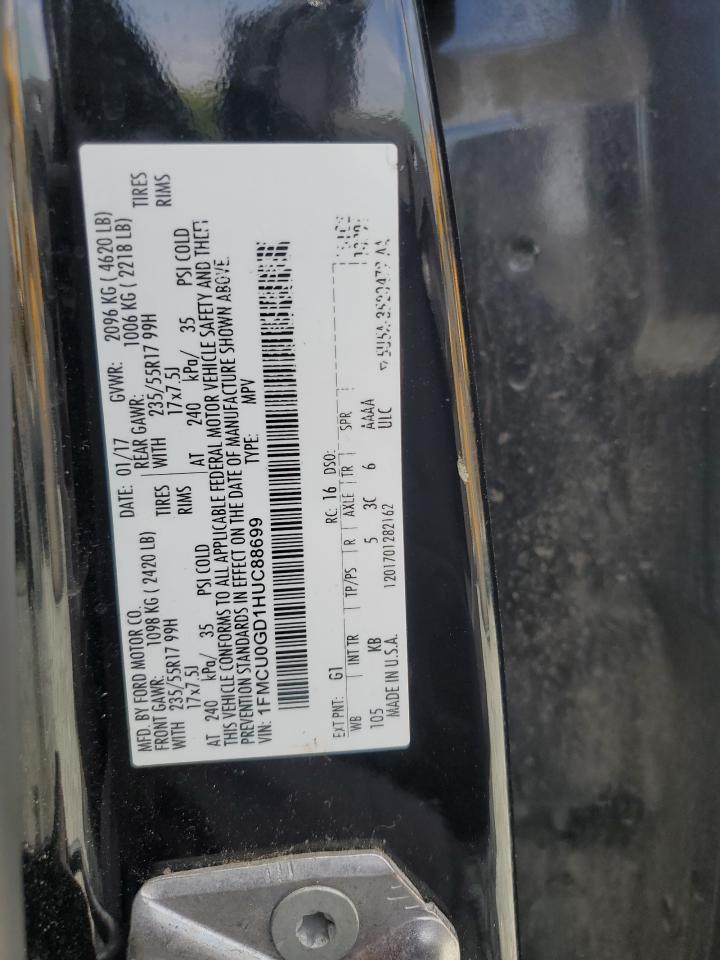 MFD. BY FORD MOTOR CO.
DATE: 01/17 GVWR: 2096 KG ( 4620 LB)
FRONT GAWR: 1098 KG ( 2420 LB) REAR GAWR: 1006 KG ( 2218 LB)
WITH 235/55R17 99H TIRES WITH 235/55R17 99H TIRES
17x7.5J RIMS 17x7.5J RIMS
AT 240 kPa/ 35 PSI COLD AT 240 kPa/ 35 PSI COLD
THIS VEHICLE CONFORMS TO ALL APPLICABLE FEDERAL MOTOR VEHICLE SAFETY AND THEFT
PREVENTION STANDARDS IN EFFECT ON THE DATE OF MANUFACTURE SHOWN ABOVE.
VIN: 1FMCU0GD1HUC88699 TYPE: MPV
EXT PNT: G1 RC: 16 DSO:
WB INT TR TP/PS R AXLE TR SPR
105 KB 5 3C 6 AAAA
MADE IN U.S.A. 1201701282162 ULC